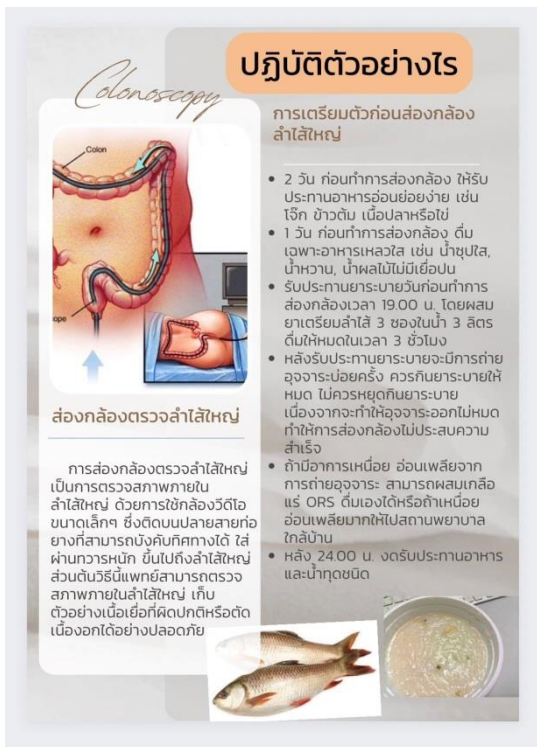 ปฏิบัติตัวอย่างไร
Colonoscopy
Colon
ope
ส่องกล้องตรวจลำไส้ใหญ่
การส่องกล้องตรวจลำไส้ใหญ่
เป็นการตรวจสภาพภายใน
ลำไส้ใหญ่ ด้วยการใช้กล้องวีดีโอ
ขนาดเล็กๆ ซึ่งติดบนปลายสายท่อ
ยางที่สามารถบังคับทิศทางได้ ใส่
ผ่านทวารหนัก ขึ้นไปถึงลำไส้ใหญ่
ส่วนต้นวิธีนี้แพทย์สามารถตรวจ
สภาพภายในลำไส้ใหญ่ เก็บ
ตัวอย่างเนื้อเยื่อที่ผิดปกติหรือตัด
เนื้องอกได้อย่างปลอดภัย
การเตรียมตัวก่อนส่องกล้อง
ลำไส้ใหญ่
• 2 วัน ก่อนทำการส่องกล้อง ให้รับ
ประทานอาหารอ่อนย่อยง่าย เช่น
โจ๊ก ข้าวต้ม เนื้อปลาหรือไข่
• 1 วัน ก่อนทำการส่องกล้อง ดื่ม
เฉพาะอาหารเหลวใส เช่น น้ำซุปใส,
น้ำหวาน, น้ำผลไม้ไม่มีเยื่อปน
• รับประทานยาระบายวันก่อนทำการ
ส่องกล้องเวลา 19.00 น. โดยผสม
ยาเตรียมลำไส้ 3 ซองในน้ำ 3 ลิตร
ดื่มให้หมดในเวลา 3 ชั่วโมง
• หลังรับประทานยาระบายจะมีการถ่าย
อุจจาระบ่อยครั้ง ควรกินยาระบายให้
หมด ไม่ควรหยุดกินยาระบาย
เนื่องจากจะทำให้อุจจาระออกไม่หมด
ทำให้การส่องกล้องไม่ประสบความ
สำเร็จ
• ถ้ามีอาการเหนื่อย อ่อนเพลียจาก
การถ่ายอุจจาระ สามารถผสมเกลือ
แร่ ORS ดื่มเองได้หรือถ้าเหนื่อย
อ่อนเพลียมากให้ไปสถานพยาบาล
ใกล้บ้าน
• หลัง 24.00 น. งดรับประทานอาหาร
และน้ำทุกชนิด